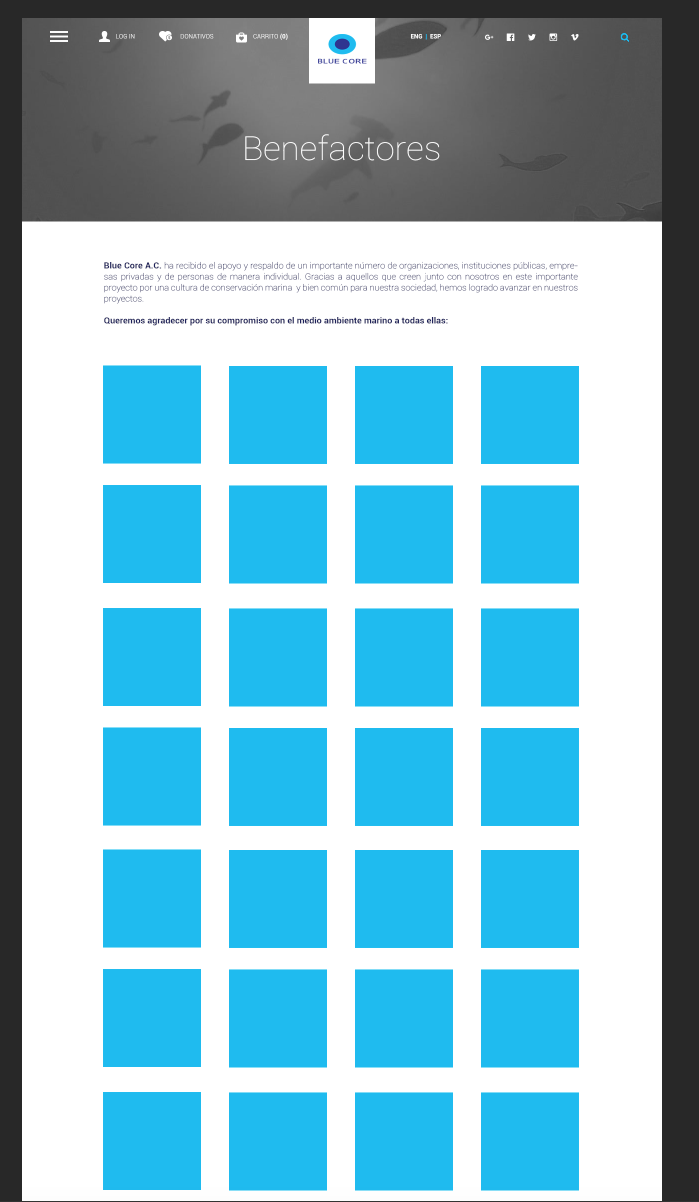 LOG IN
DONATIVOS
CARRITO (0)
BLUE CORE
ENG | ESP
Benefactores
Blue Core A.C. ha recibido el apoyo y respaldo de un importante número de organizaciones, instituciones públicas, empre-
sas privadas y de personas de manera individual. Gracias a aquellos que creen junto con nosotros en este importante
proyecto por una cultura de conservación marina y bien común para nuestra sociedad, hemos logrado avanzar en nuestros
proyectos.
Queremos agradecer por su compromiso con el medio ambiente marino a todas ellas: